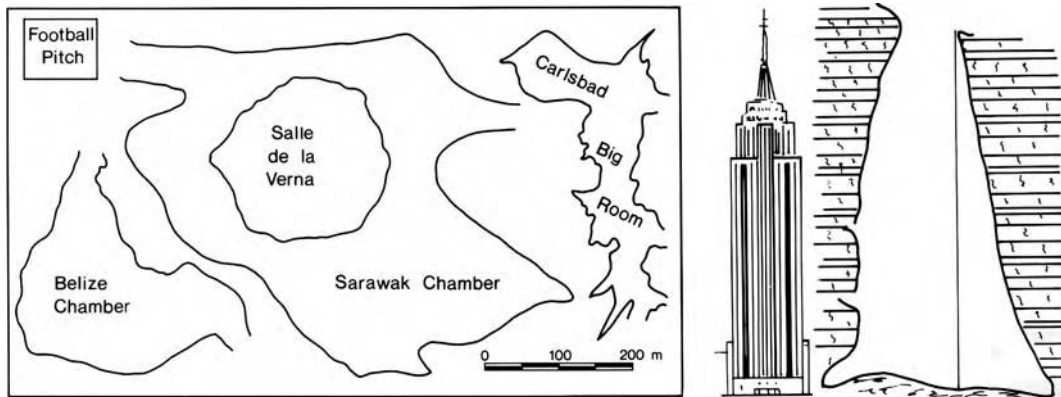 Football
Pitch
Carlsbad
Big
Room
Salle
de la
Verna
Belize
Chamber
Sarawak Chamber
0 100 200 m